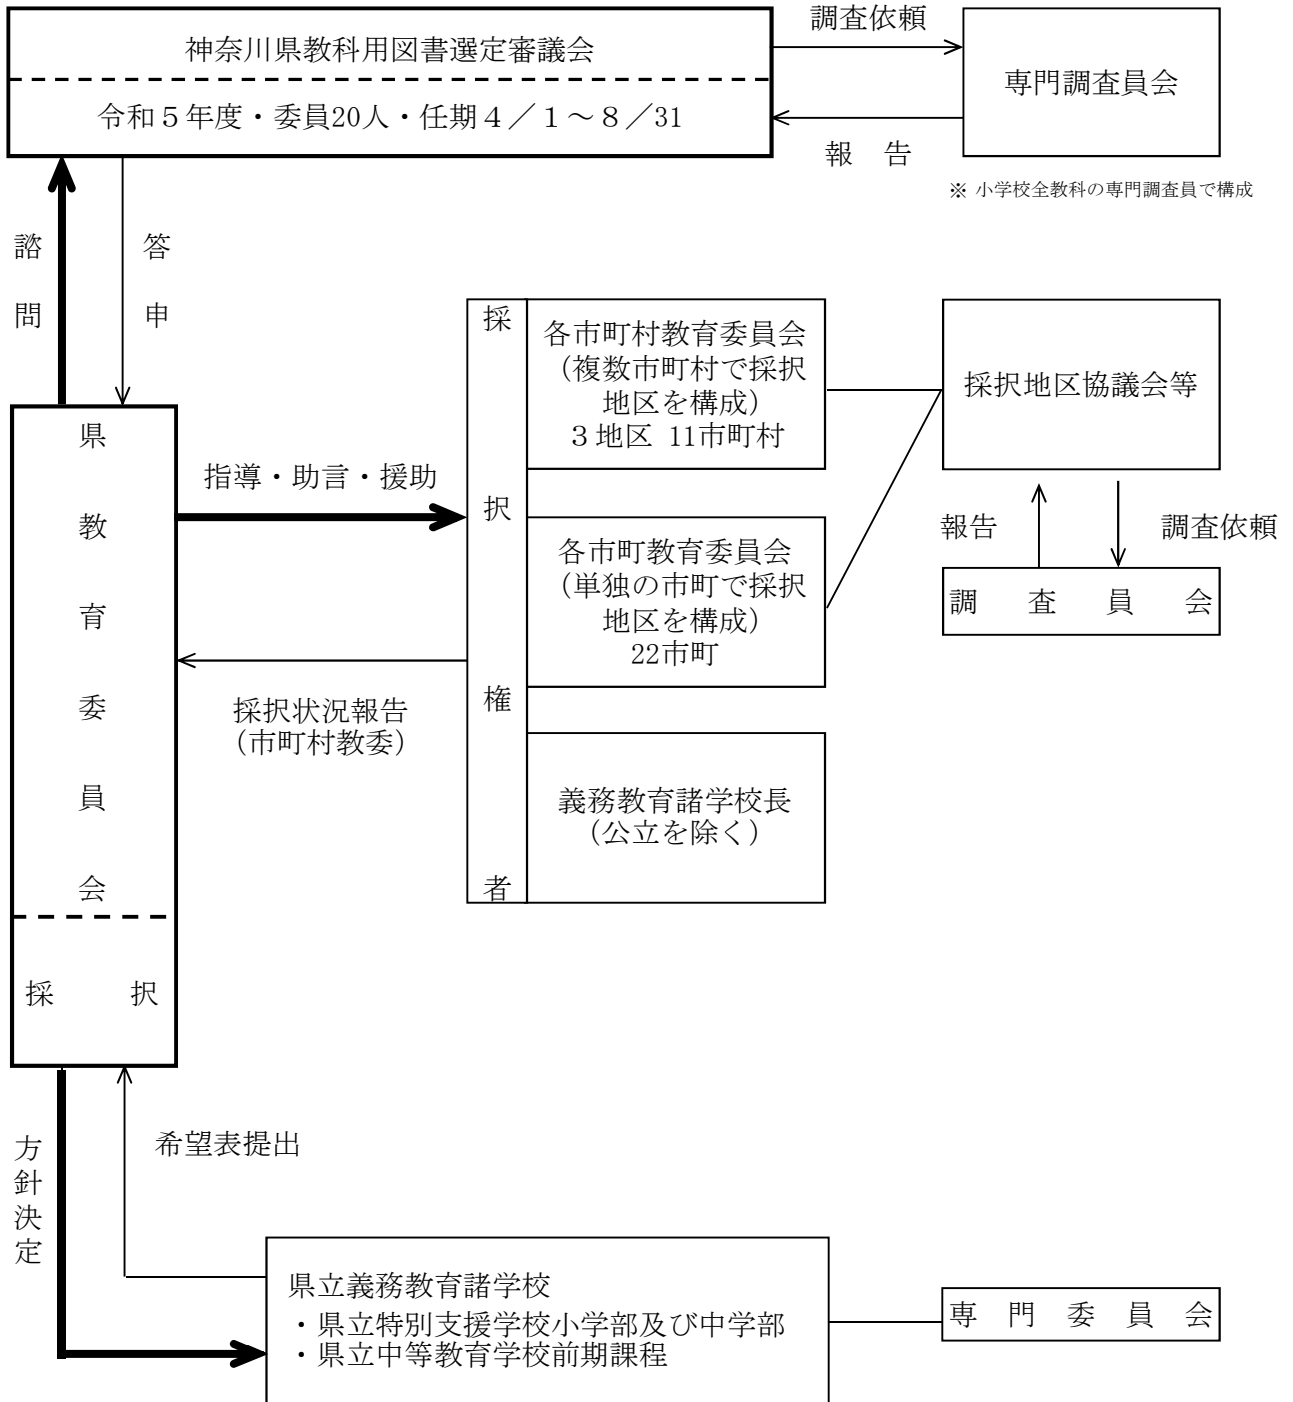 神奈川県教科用図書選定審議会
令和５年度・委員20人・任期４／１～８／31
調査依頼
報　告
専門調査員会
※ 小学校全教科の専門調査員で構成
諮問
答申
県教育委員会
採　択
指導・助言・援助
採択状況報告
（市町村教委）
採択権者
各市町村教育委員会
（複数市町村で採択
地区を構成）
３地区 11市町村
各市町教育委員会
（単独の市町で採択
地区を構成）
22市町
義務教育諸学校長
（公立を除く）
採択地区協議会等
報告
調査依頼
調　査　員　会
方針決定
希望表提出
県立義務教育諸学校
・県立特別支援学校小学部及び中学部
・県立中等教育学校前期課程
専　門　委　員　会